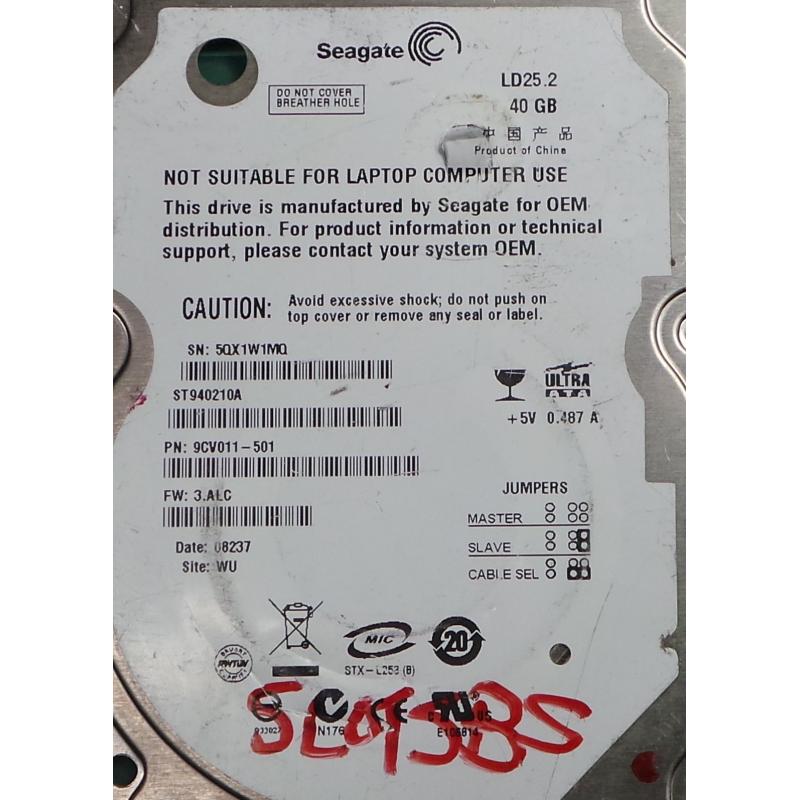 Seagate
DO NOT COVER
BREATHER HOLE
LD25.2
40 GB
中国产品
Product of China
NOT SUITABLE FOR LAPTOP COMPUTER USE
This drive is manufactured by Seagate for OEM
distribution. For product information or technical
support, please contact your system OEM.
CAUTION: Avoid excessive shock; do not push on
top cover or remove any seal or label.
SN: 5QX1W1MQ
ST940210A
PN: 9CV011-501
FW: 3.ALC
Date: 08237
Site: WU
ULTRA
ATA
+5V 0.487 A
JUMPERS
MASTER
SLAVE
CABLE SEL
MIC
20
STX-L253 (B)
N176
CE
US